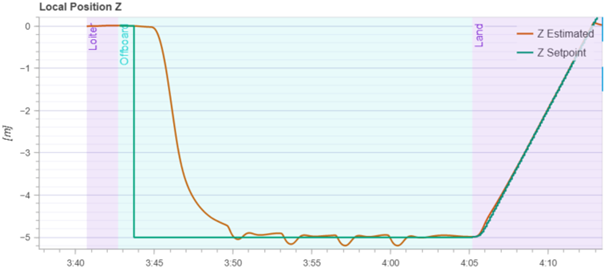 Local Position Z
0
−1
−2
−3
−4
−5
[m]
Loiter
Offboard
Land
Z Estimated
Z Setpoint
3:40
3:45
3:50
3:55
4:00
4:05
4:10